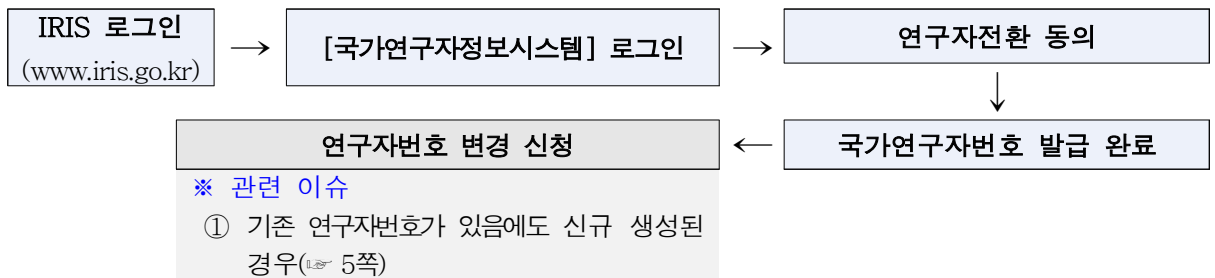 IRIS 로그인
(www.iris.go.kr)
→
[국가연구자정보시스템] 로그인
→
연구자전환 동의
↓
국가연구자번호 발급 완료
←
연구자번호 변경 신청
※ 관련 이슈
① 기존 연구자번호가 있음에도 신규 생성된
경우(☞ 5쪽)